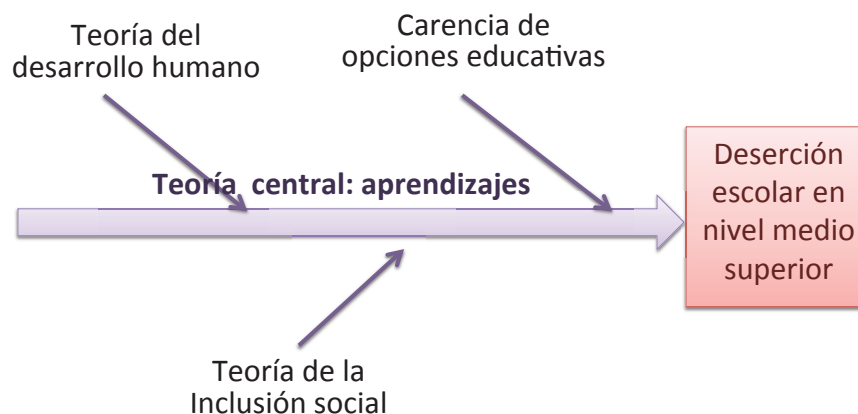 Teoría del
desarrollo humano
Carencia de
opciones educativas
Teoría central: aprendizajes
Deserción
escolar en
nivel medio
superior
Teoría de la
Inclusión social